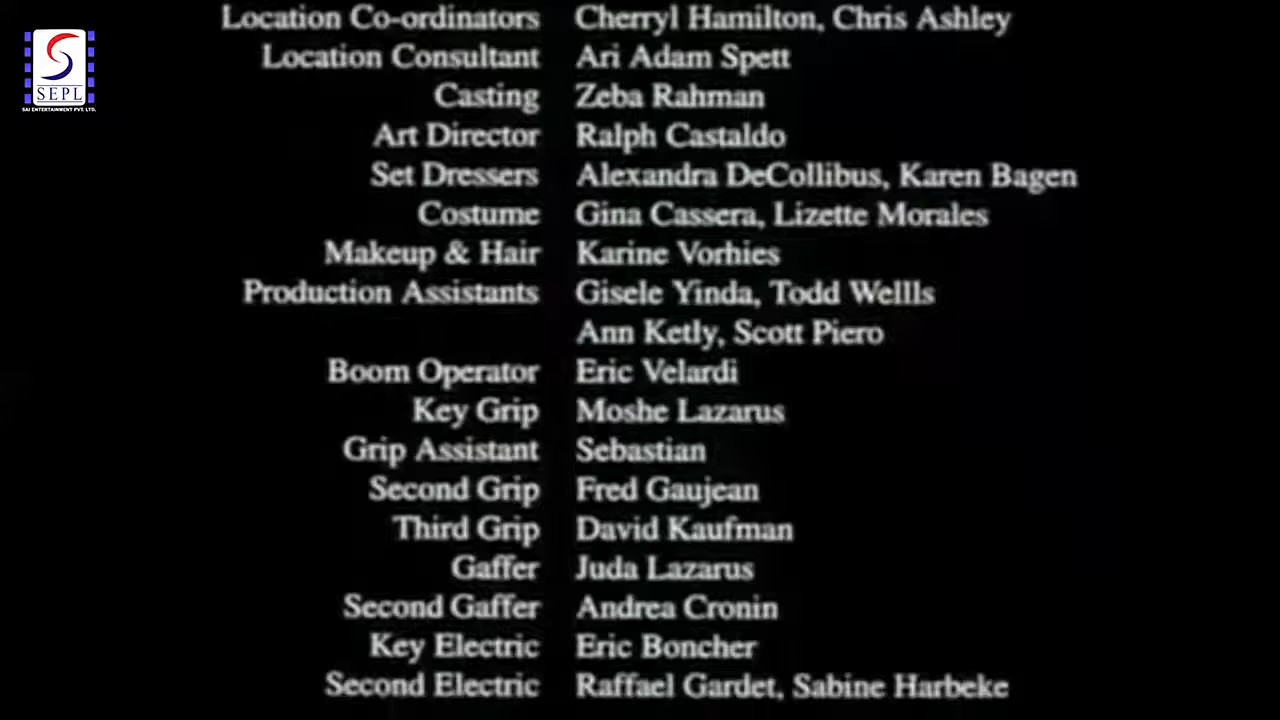 Location Co-ordinators Cherryl Hamilton, Chris Ashley
Location Consultant Ari Adam Spett
Casting Zeba Rahman
Art Director Ralph Castaldo
Set Dressers Alexandra DeCollibus, Karen Bagen
Costume Gina Cassera, Lizette Morales
Makeup & Hair Karine Vorhies
Production Assistants Gisele Yinda, Todd Wellls
Ann Ketly, Scott Piero
Boom Operator Eric Velardi
Key Grip Moshe Lazarus
Grip Assistant Sebastian
Second Grip Fred Gaujean
Third Grip David Kaufman
Gaffer Juda Lazarus
Second Gaffer Andrea Cronin
Key Electric Eric Boncher
Second Electric Raffael Gardet, Sabine Harbeke
SEPL
SAI ENTERTAINMENT PVT. LTD.